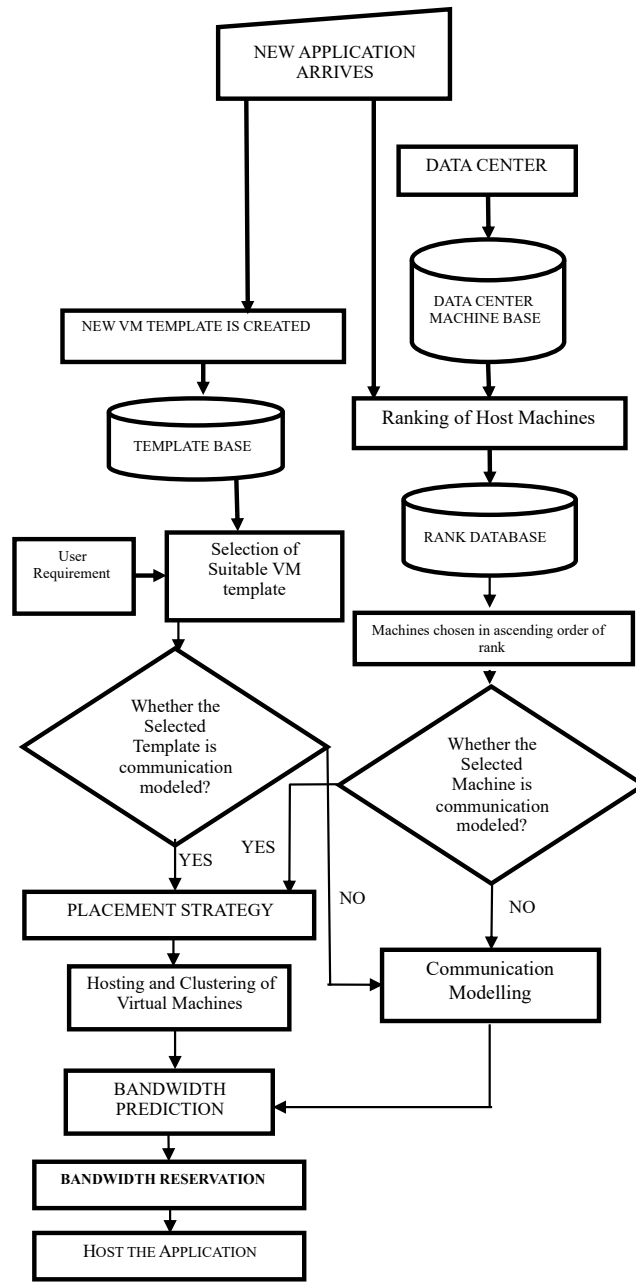 NEW APPLICATION
ARRIVES
DATA CENTER
DATA CENTER
MACHINE BASE
NEW VM TEMPLATE IS CREATED
Ranking of Host Machines
TEMPLATE BASE
RANK DATABASE
User
Requirement
Selection of
Suitable VM
template
Machines chosen in ascending order of
rank
Whether the
Selected
Template is
communication
modeled?
Whether the
Selected
Machine is
communication
modeled?
YES
YES
NO
NO
PLACEMENT STRATEGY
Hosting and Clustering of
Virtual Machines
Communication
Modelling
BANDWIDTH
PREDICTION
BANDWIDTH RESERVATION
HOST THE APPLICATION